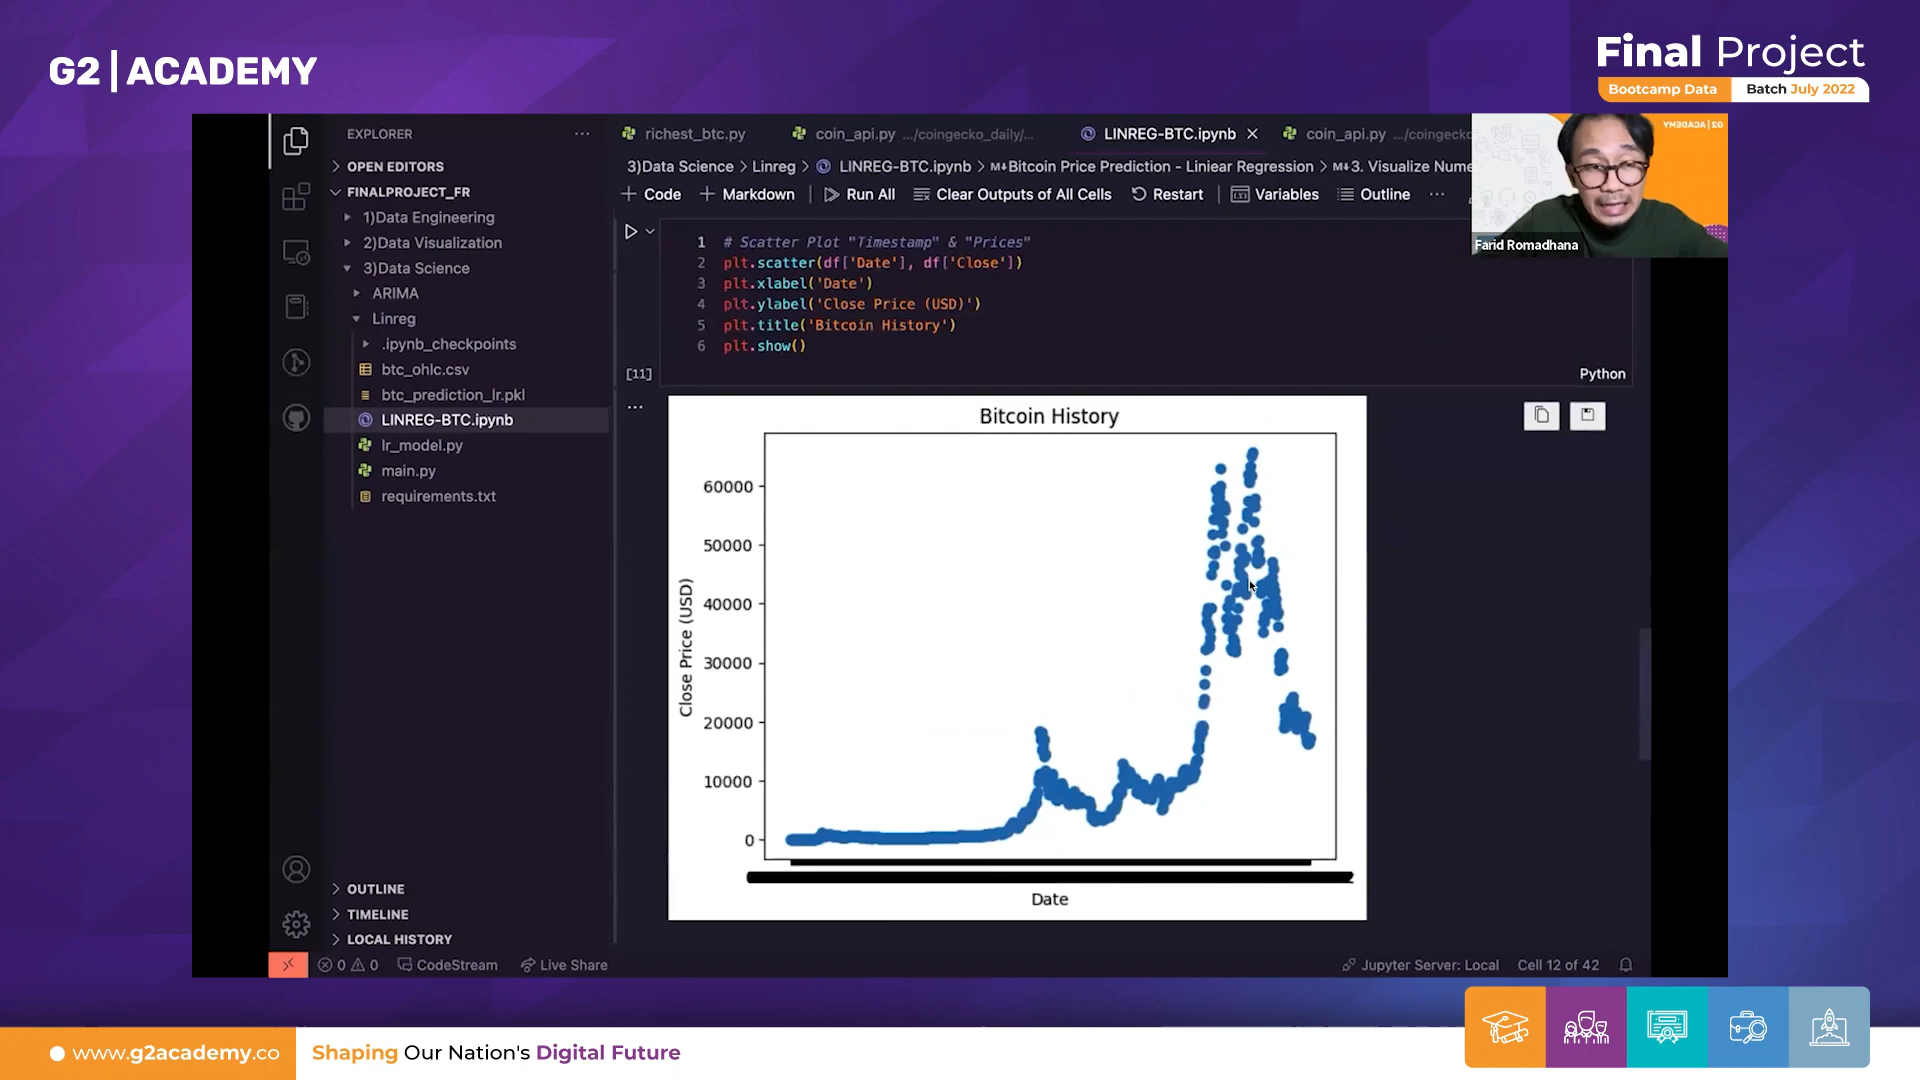 G2 | ACADEMY
Final Project
Bootcamp Data
Batch July 2022
EXPLORER
OPEN EDITORS
FINALPROJECT_FR
1)Data Engineering
2)Data Visualization
3)Data Science
ARIMA
Linreg
.ipynb_checkpoints
btc_ohlc.csv
btc_prediction_lr.pkl
LINREG-BTC.ipynb
lr_model.py
main.py
requirements.txt
OUTLINE
TIMELINE
LOCAL HISTORY
richest_btc.py
coin_api.py .../coingecko_daily/...
LINREG-BTC.ipynb
coin_api.py .../coingecko
3)Data Science > Linreg > LINREG-BTC.ipynb > M↓Bitcoin Price Prediction - Liniear Regression > M↓3. Visualize Nume
+ Code + Markdown Run All Clear Outputs of All Cells Restart Variables Outline ...
G2 | ACADEMY
Farid Romadhana
1 # Scatter Plot "Timestamp" & "Prices"
2 plt.scatter(df['Date'], df['Close'])
3 plt.xlabel('Date')
4 plt.ylabel('Close Price (USD)')
5 plt.title('Bitcoin History')
6 plt.show()
[11]
Python
Bitcoin History
Close Price (USD)
60000
50000
40000
30000
20000
10000
0
Date
0 0 CodeStream Live Share
Jupyter Server: Local Cell 12 of 42
www.g2academy.co
Shaping Our Nation's Digital Future